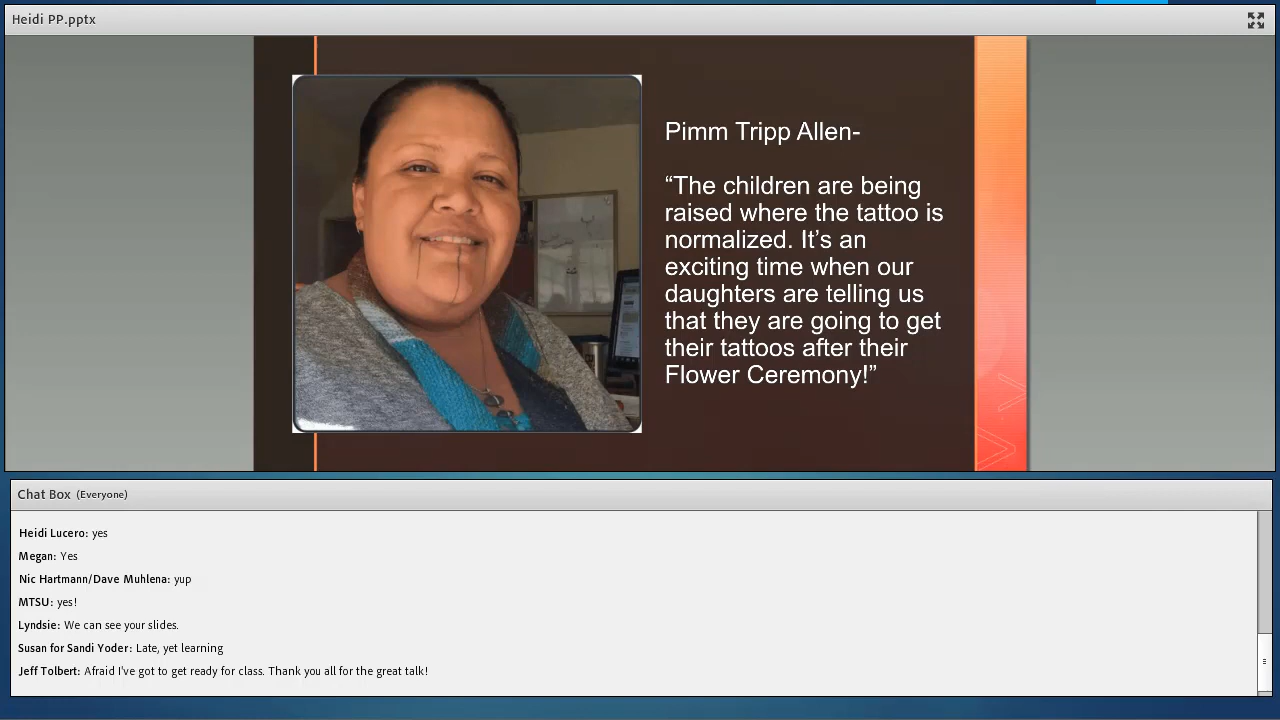 Heidi PP.pptx
Pimm Tripp Allen-
“The children are being
raised where the tattoo is
normalized. It’s an
exciting time when our
daughters are telling us
that they are going to get
their tattoos after their
Flower Ceremony!”
Chat Box (Everyone)
Heidi Lucero: yes
Megan: Yes
Nic Hartmann/Dave Muhlena: yup
MTSU: yes!
Lyndsie: We can see your slides.
Susan for Sandi Yoder: Late, yet learning
Jeff Tolbert: Afraid I've got to get ready for class. Thank you all for the great talk!